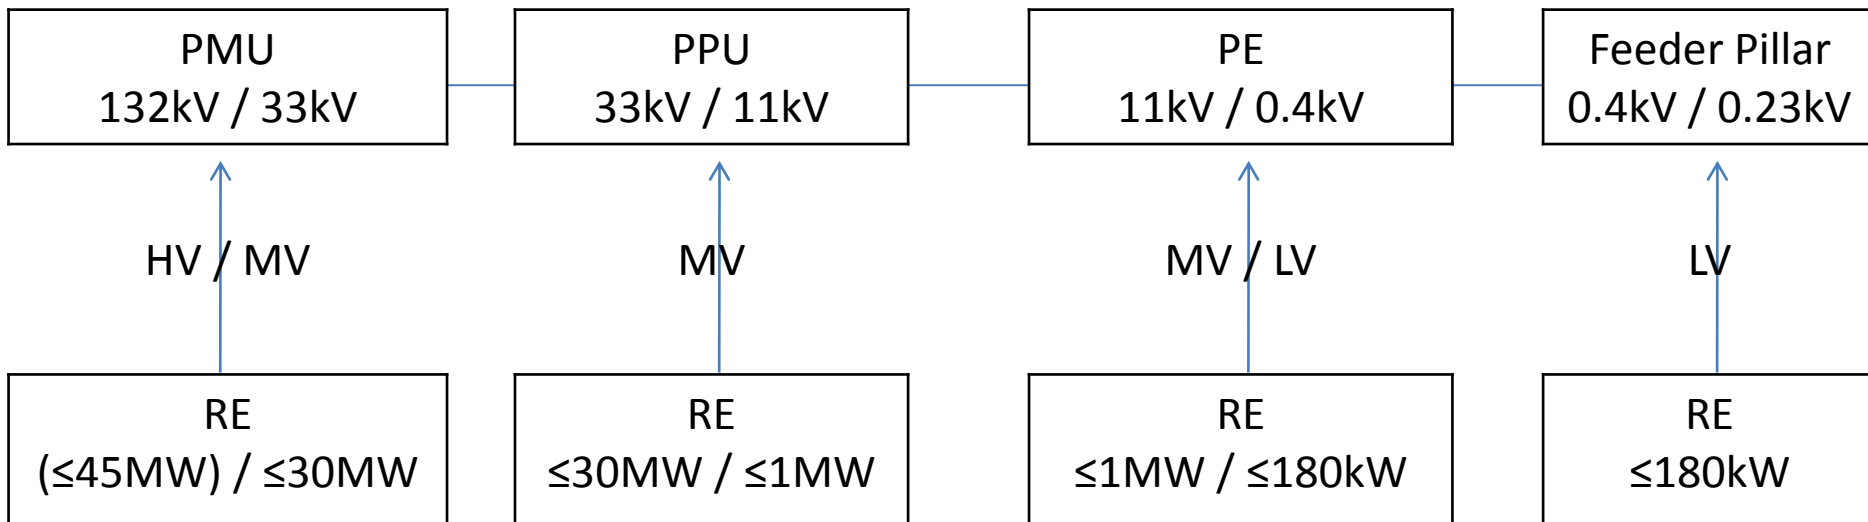 PMU
132kV / 33kV
PPU
33kV / 11kV
PE
11kV / 0.4kV
Feeder Pillar
0.4kV / 0.23kV
HV / MV
MV
MV / LV
LV
RE
(≤45MW) / ≤30MW
RE
≤30MW / ≤1MW
RE
≤1MW / ≤180kW
RE
≤180kW